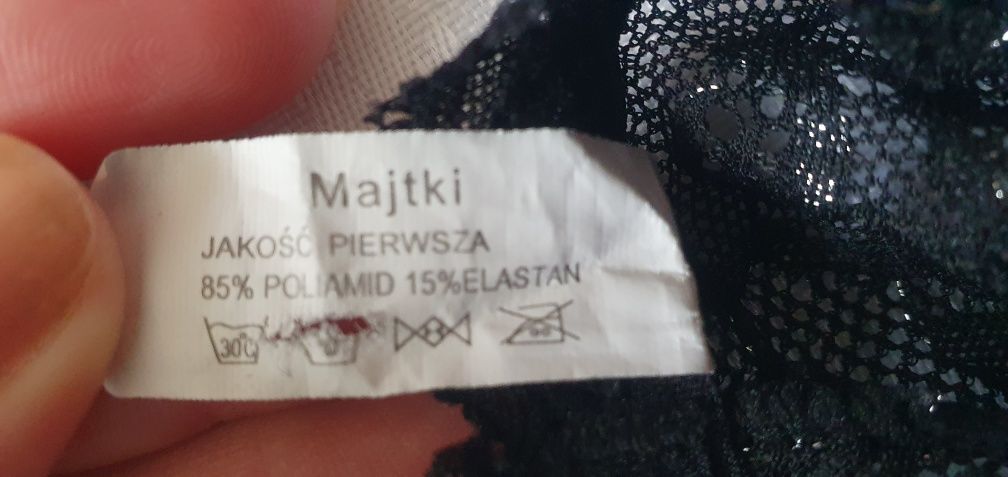 Majtki
JAKOŚĆ PIERWSZA
85% POLIAMID 15%ELASTAN
30°C